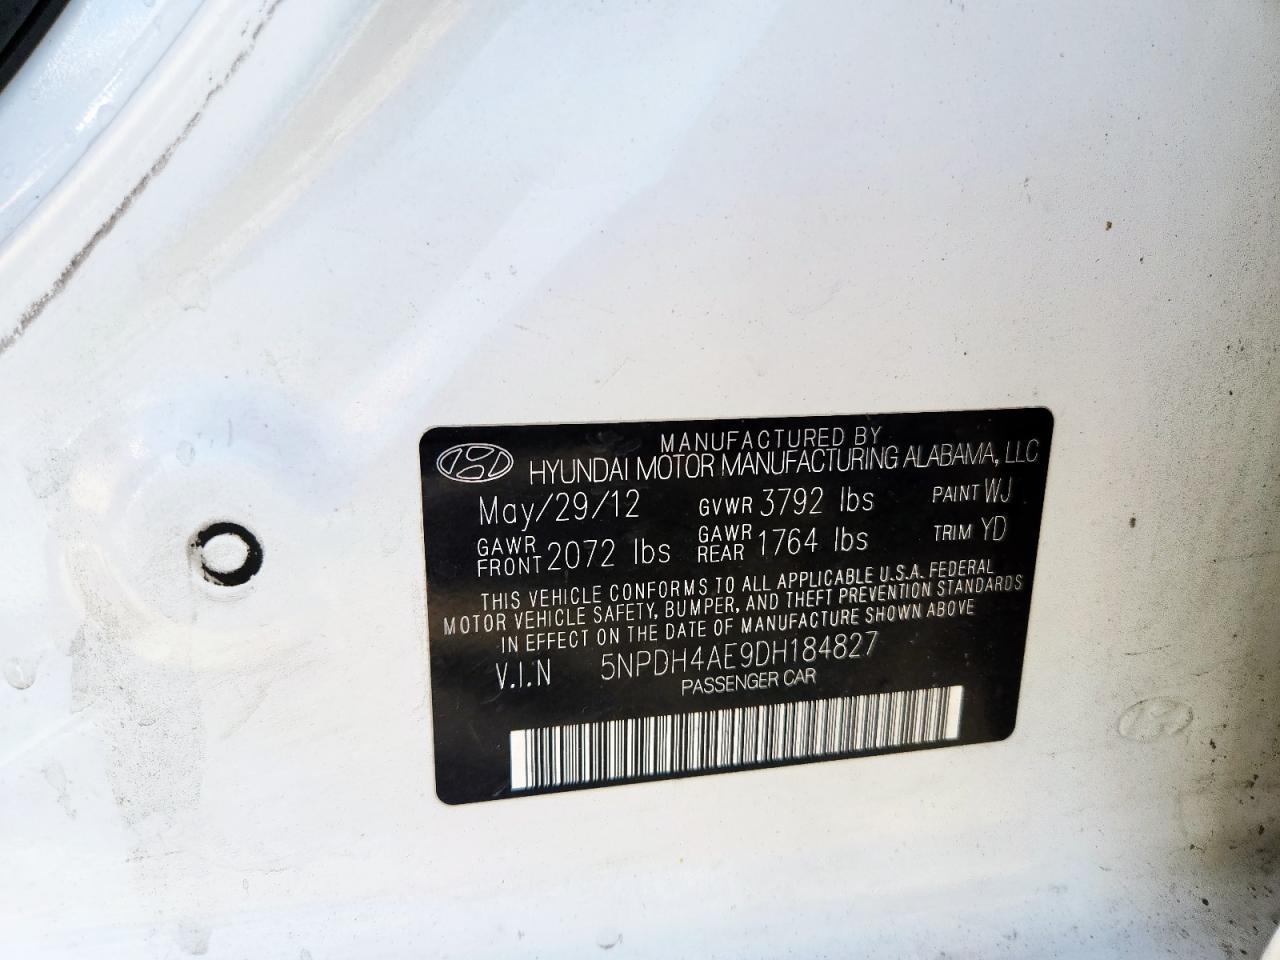 MANUFACTURED BY
HYUNDAI MOTOR MANUFACTURING ALABAMA, LLC
May/29/12 GVWR 3792 lbs PAINT WJ
GAWR FRONT 2072 lbs GAWR REAR 1764 lbs TRIM YD
THIS VEHICLE CONFORMS TO ALL APPLICABLE U.S.A. FEDERAL
MOTOR VEHICLE SAFETY, BUMPER, AND THEFT PREVENTION STANDARDS
IN EFFECT ON THE DATE OF MANUFACTURE SHOWN ABOVE
V.I.N 5NPDH4AE9DH184827
PASSENGER CAR